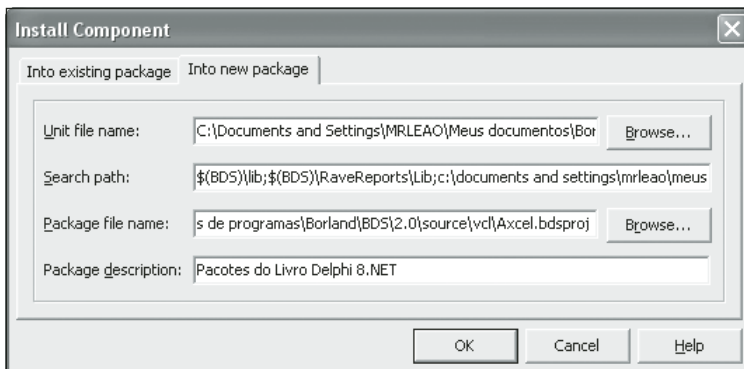 Install Component
Into existing package Into new package
Unit file name: C:\Documents and Settings\MRLEAO\Meus documentos\Bor Browse...
Search path: $(BDS)\lib;$(BDS)\RaveReports\Lib;c:\documents and settings\mrleao\meus
Package file name: s de programas\Borland\BDS\2.0\source\vcl\Axcel.bdsproj Browse...
Package description: Pacotes do Livro Delphi 8.NET
OK Cancel Help